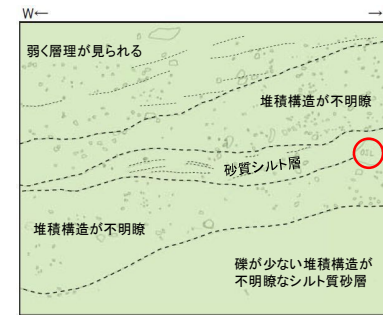 W← →
弱く層理が見られる
堆積構造が不明瞭
砂質シルト層
堆積構造が不明瞭
礫が少ない堆積構造が
不明瞭なシルト質砂層